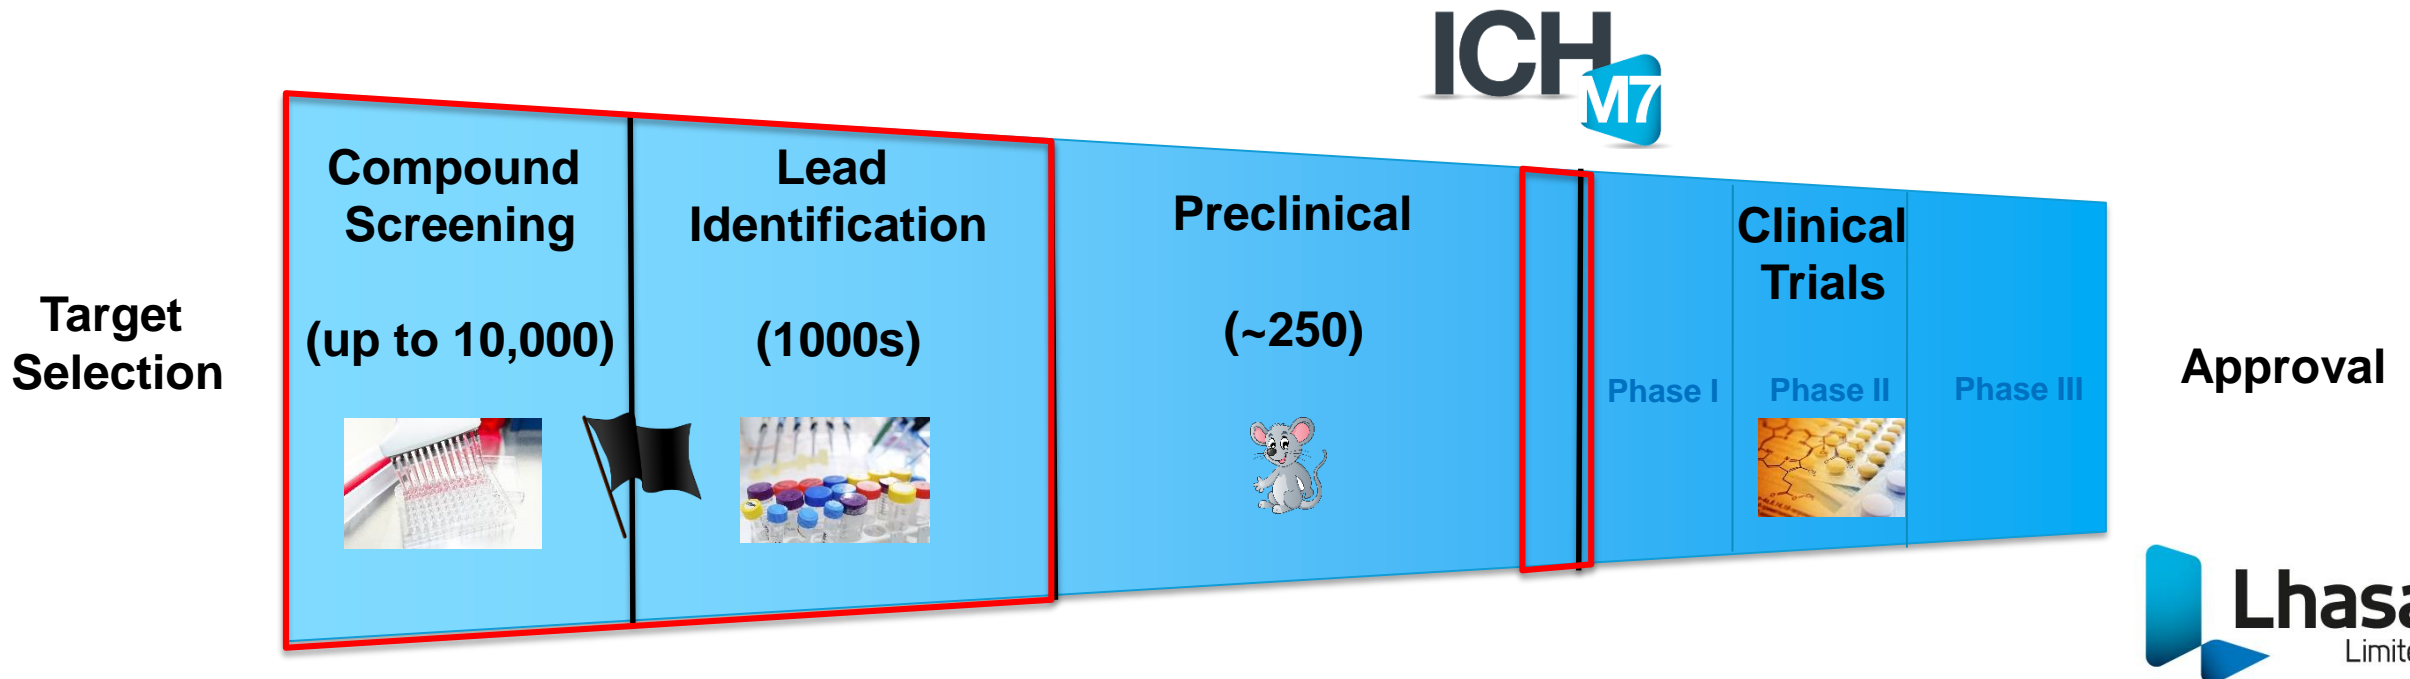 ICH
M7
Compound
Screening
(up to 10,000)
Lead
Identification
(1000s)
Preclinical
(~250)
Clinical
Trials
Phase I
Phase II
Phase III
Target
Selection
Approval
Lhasa
Limite